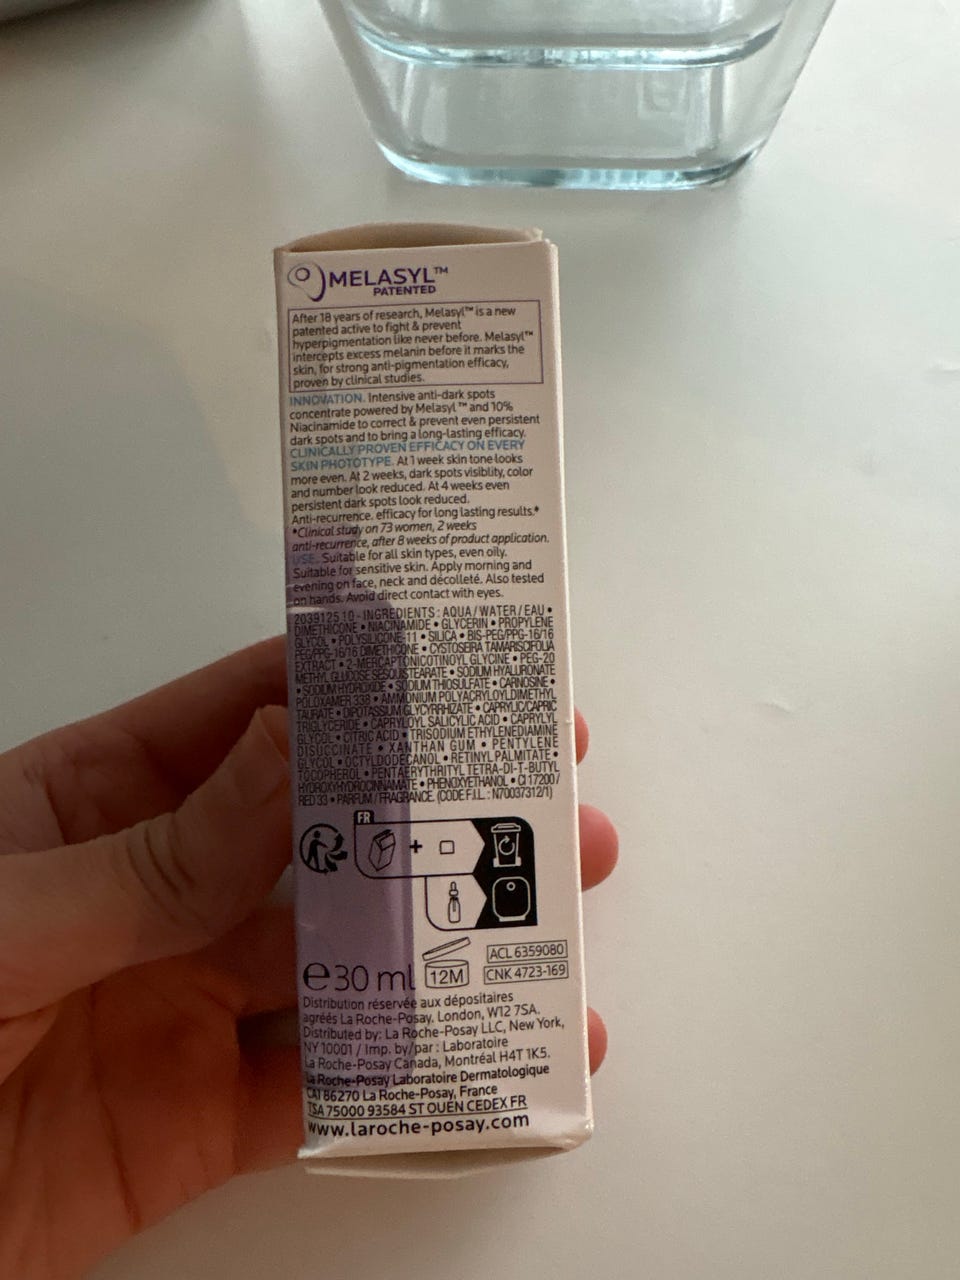 MELASYL™
PATENTED
After 18 years of research, Melasyl™ is a new
patented active to fight & prevent
hyperpigmentation like never before. Melasyl™
intercepts excess melanin before it marks the
skin, for strong anti-pigmentation efficacy,
proven by clinical studies.
INNOVATION. Intensive anti-dark spots
concentrate powered by Melasyl™ and 10%
Niacinamide to correct & prevent even persistent
dark spots and to bring a long-lasting efficacy.
CLINICALLY PROVEN EFFICACY ON EVERY
SKIN PHOTOTYPE. At 1 week skin tone looks
more even. At 2 weeks, dark spots visiblity, color
and number look reduced. At 4 weeks even
persistent dark spots look reduced.
Anti-recurrence. efficacy for long lasting results.*
*Clinical study on 73 women, 2 weeks
anti-recurrence, after 8 weeks of product application.
USE. Suitable for all skin types, even oily.
Suitable for sensitive skin. Apply morning and
evening on face, neck and décolleté. Also tested
on hands. Avoid direct contact with eyes.
2039125 10 - INGREDIENTS : AQUA / WATER / EAU •
DIMETHICONE • NIACINAMIDE • GLYCERIN • PROPYLENE
GLYCOL • POLYSILICONE-11 • SILICA • BIS-PEG/PPG-16/16
PEG/PPG-16/16 DIMETHICONE • CYSTOSEIRA TAMARISCIFOLIA
EXTRACT • 2-MERCAPTONICOTINOYL GLYCINE • PEG-20
METHYL GLUCOSE SESQUISTEARATE • SODIUM HYALURONATE
• SODIUM HYDROXIDE • SODIUM THIOSULFATE • CARNOSINE •
POLOXAMER 338 • AMMONIUM POLYACRYLOYLDIMETHYL
TAURATE • DIPOTASSIUM GLYCYRRHIZATE • CAPRYLIC/CAPRIC
TRIGLYCERIDE • CAPRYLOYL SALICYLIC ACID • CAPRYLYL
GLYCOL • CITRIC ACID • TRISODIUM ETHYLENEDIAMINE
DISUCCINATE • XANTHAN GUM • PENTYLENE
GLYCOL • OCTYLDODECANOL • RETINYL PALMITATE •
TOCOPHEROL • PENTAERYTHRITYL TETRA-DI-T-BUTYL
HYDROXYHYDROCINNAMATE • PHENOXYETHANOL • CI 17200 /
RED 33 • PARFUM / FRAGRANCE. (CODE F.I.L. : N70037312/1)
FR
+
ACL 6359080
e30 ml
12M
CNK 4723-169
Distribution réservée aux dépositaires
agréés La Roche-Posay. London, W12 7SA.
Distributed by: La Roche-Posay LLC, New York,
NY 10001 / Imp. by/par : Laboratoire
La Roche-Posay Canada, Montréal H4T 1K5.
La Roche-Posay Laboratoire Dermatologique
CAI 86270 La Roche-Posay, France
TSA 75000 93584 ST OUEN CEDEX FR
www.laroche-posay.com